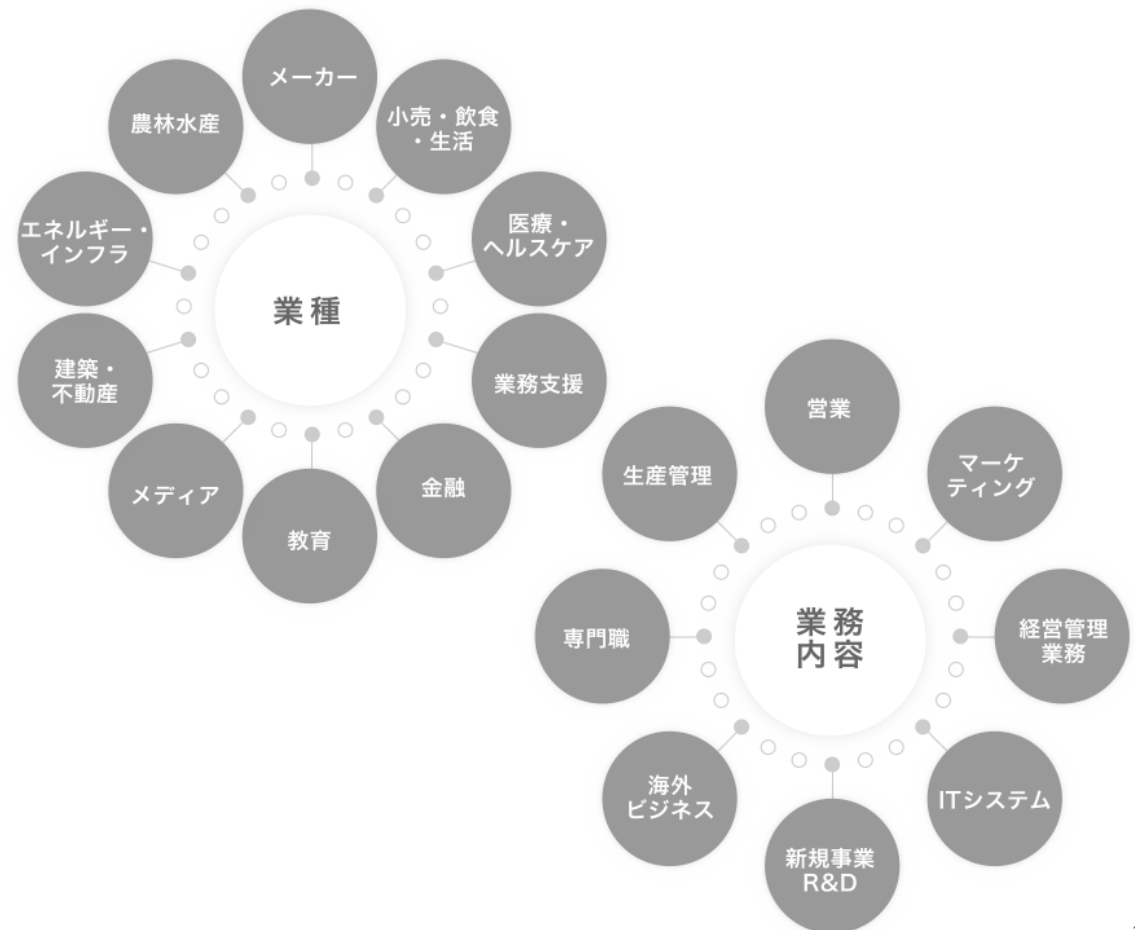 メーカー
小売・飲食
・生活
医療・
ヘルスケア
業務支援
金融
教育
メディア
建築・
不動産
エネルギー・
インフラ
農林水産
業種
営業
マーケ
ティング
経営管理
業務
ITシステム
新規事業
R&D
海外
ビジネス
専門職
生産管理
業務
内容